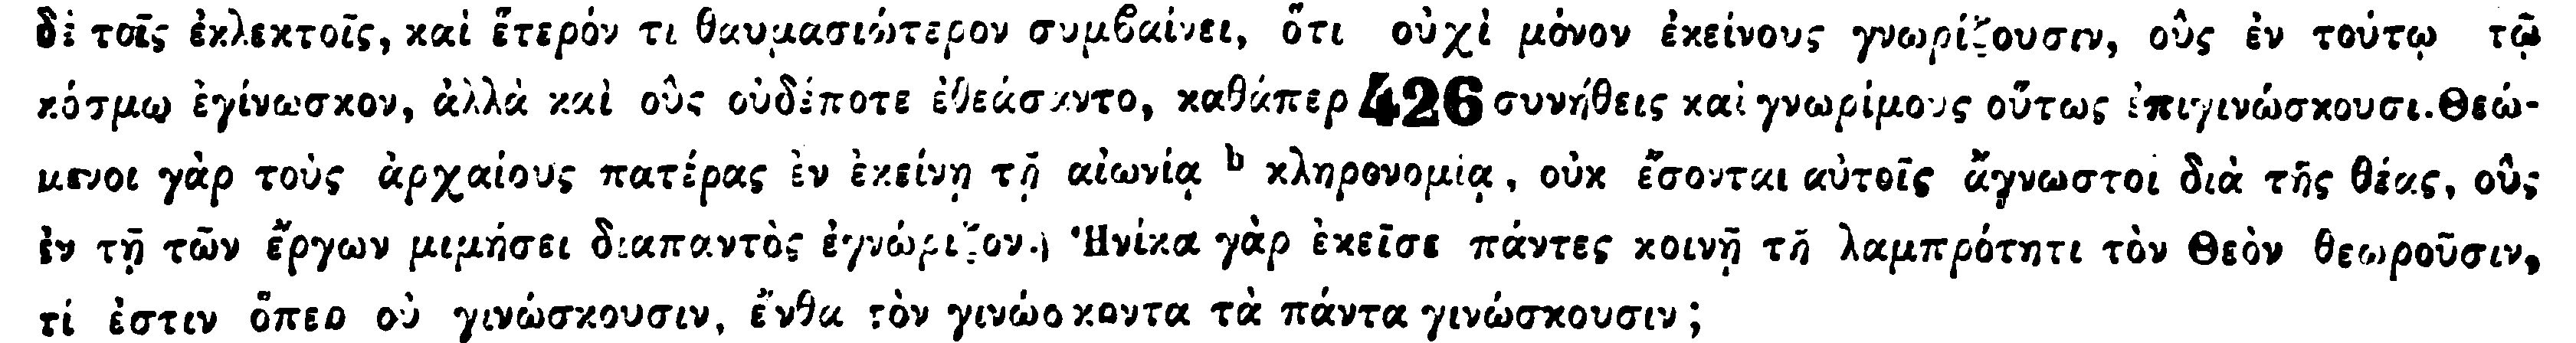 δὲ τοῖς ἐκλεκτοῖς, καὶ ἕτερόν τι θαυμασιώτερον συμβαίνει, ὅτι οὐχὶ μόνον ἐκείνους γνωρίζουσιν, οὓς ἐν τούτῳ τῷ
κόσμῳ ἐγίνωσκον, ἀλλὰ καὶ οὓς οὐδέποτε ἐθεάσαντο, καθάπερ 426 συνήθεις καὶ γνωρίμους οὕτως ἐπιγινώσκουσι. Θεώ-
μενοι γὰρ τοὺς ἀρχαίους πατέρας ἐν ἐκείνῃ τῇ αἰωνίᾳ b κληρονομίᾳ, οὐκ ἔσονται αὐτοῖς ἄγνωστοι διὰ τῆς θέας, οὓς
ἐν τῇ τῶν ἔργων μιμήσει διαπαντὸς ἐγνώριζον.) Ἡνίκα γὰρ ἐκεῖσε πάντες κοινῇ τῇ λαμπρότητι τὸν Θεὸν θεωροῦσιν,
τί ἐστιν ὅπερ οὐ γινώσκουσιν, ἔνθα τὸν γινώσκοντα τὰ πάντα γινώσκουσιν;